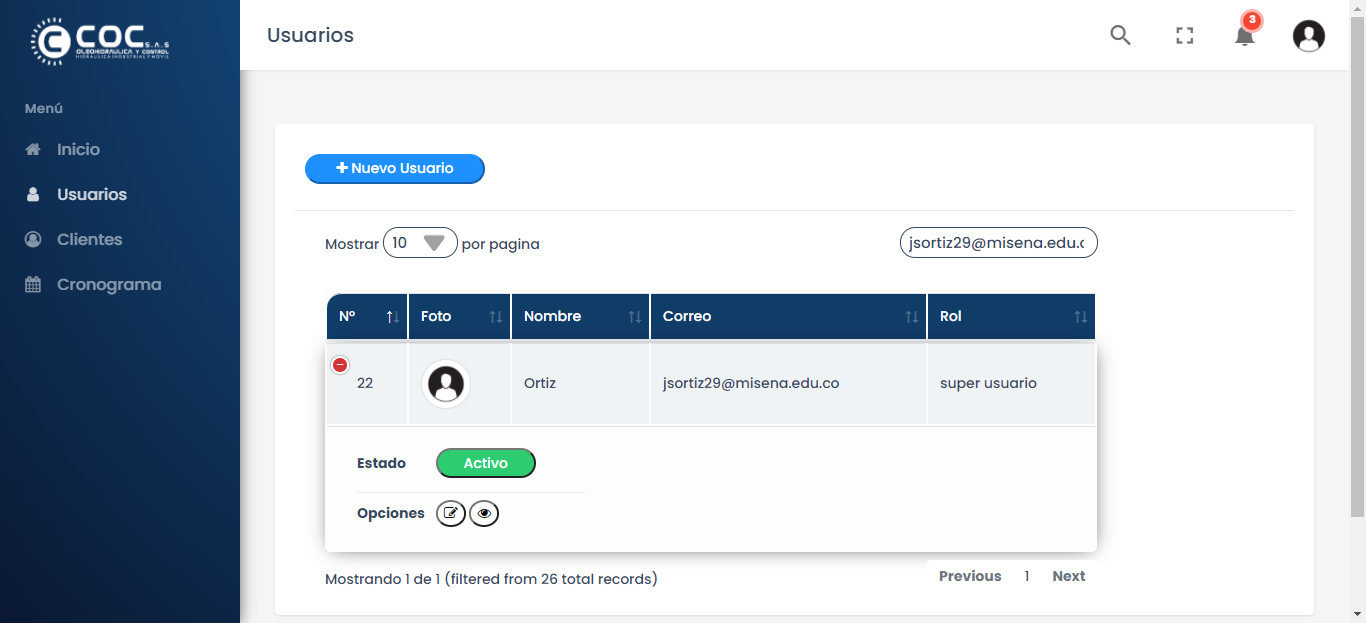 COC S.A.S
OLEOHIDRAULICA Y CONTROL
HIDRAULICA INDUSTRIAS Y MOVIL
Usuarios
3
Menú
Inicio
Usuarios
Clientes
Cronograma
+ Nuevo Usuario
Mostrar 10 por pagina
jsortiz29@misena.edu.c
Nº Foto Nombre Correo Rol
22 Ortiz jsortiz29@misena.edu.co super usuario
Estado Activo
Opciones
Mostrando 1 de 1 (filtered from 26 total records)
Previous 1 Next